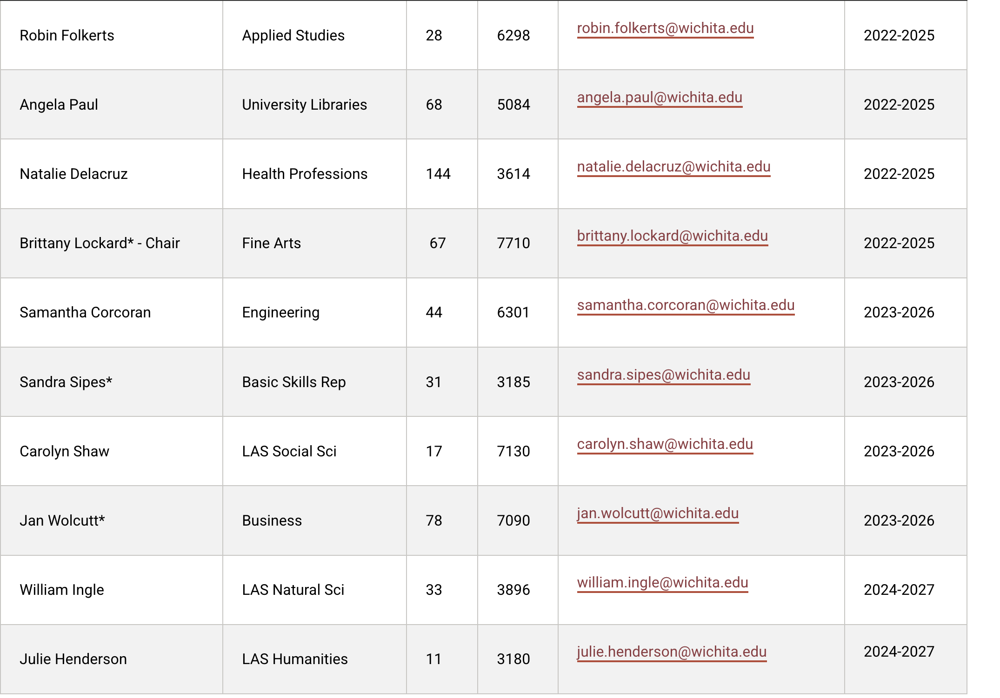 Robin Folkerts Applied Studies 28 6298 robin.folkerts@wichita.edu 2022-2025
Angela Paul University Libraries 68 5084 angela.paul@wichita.edu 2022-2025
Natalie Delacruz Health Professions 144 3614 natalie.delacruz@wichita.edu 2022-2025
Brittany Lockard* - Chair Fine Arts 67 7710 brittany.lockard@wichita.edu 2022-2025
Samantha Corcoran Engineering 44 6301 samantha.corcoran@wichita.edu 2023-2026
Sandra Sipes* Basic Skills Rep 31 3185 sandra.sipes@wichita.edu 2023-2026
Carolyn Shaw LAS Social Sci 17 7130 carolyn.shaw@wichita.edu 2023-2026
Jan Wolcutt* Business 78 7090 jan.wolcutt@wichita.edu 2023-2026
William Ingle LAS Natural Sci 33 3896 william.ingle@wichita.edu 2024-2027
Julie Henderson LAS Humanities 11 3180 julie.henderson@wichita.edu 2024-2027